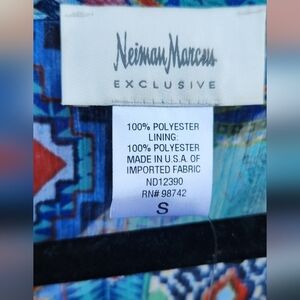 Neiman Marcus
EXCLUSIVE
100% POLYESTER
LINING:
100% POLYESTER
MADE IN U.S.A. OF
IMPORTED FABRIC
ND12390
RN# 98742
S